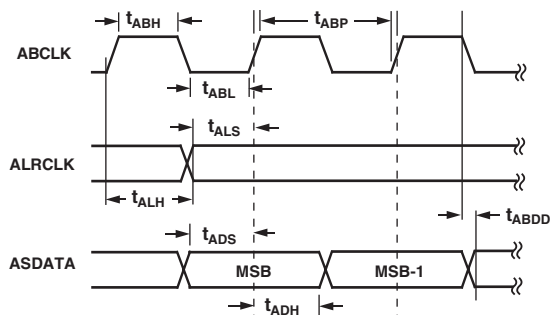 tABH
tABP
ABCLK
tABL
tALS
ALRCLK
tALH
tABDD
tADS
ASDATA
MSB
MSB-1
tADH